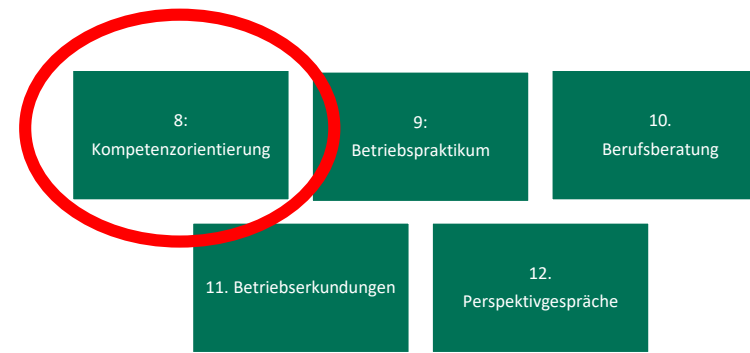 8:
Kompetenzorientierung
9:
Betriebspraktikum
10.
Berufsberatung
11. Betriebserkundungen
12.
Perspektivgespräche